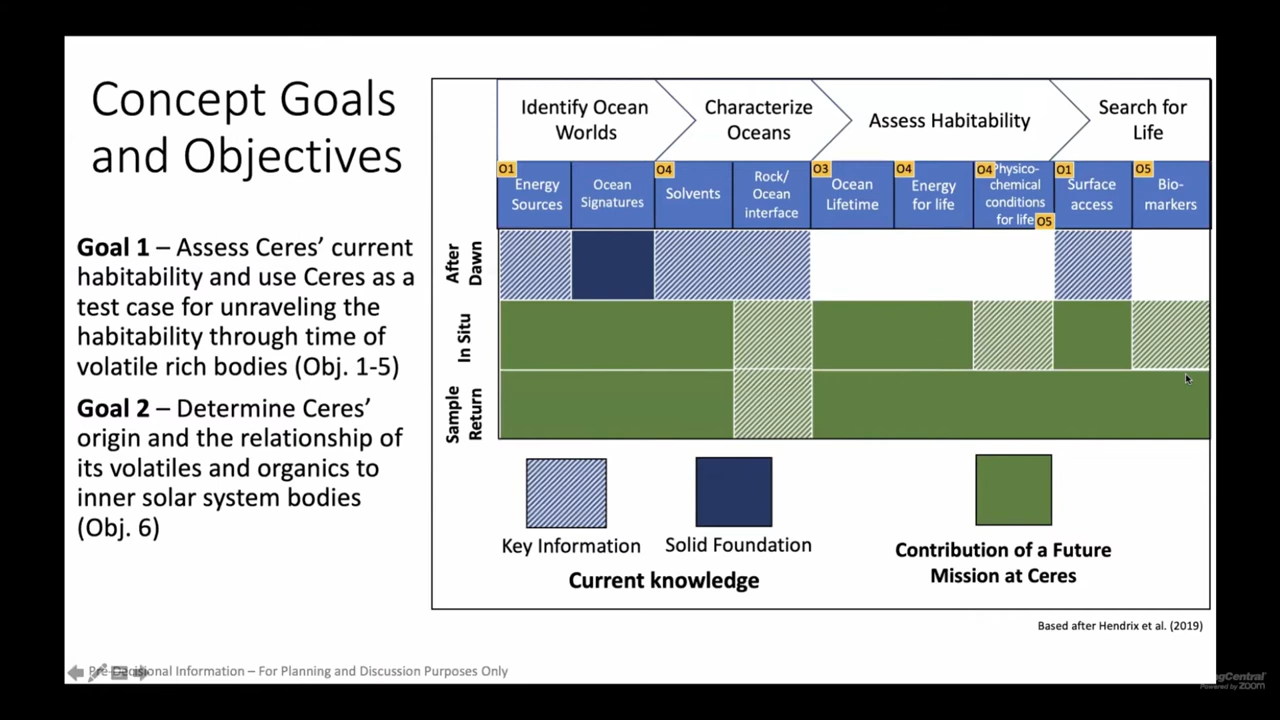 Concept Goals
and Objectives
Goal 1 – Assess Ceres’ current
habitability and use Ceres as a
test case for unraveling the
habitability through time of
volatile rich bodies (Obj. 1-5)
Goal 2 – Determine Ceres’
origin and the relationship of
its volatiles and organics to
inner solar system bodies
(Obj. 6)
Identify Ocean
Worlds
Characterize
Oceans
Assess Habitability
Search for
Life
O1
Energy
Sources
Ocean
Signatures
O4
Solvents
Rock/
Ocean
interface
O3
Ocean
Lifetime
O4
Energy
for life
O4
Physico-
chemical
conditions
for life
O5
O1
Surface
access
O5
Bio-
markers
After
Dawn
In Situ
Sample
Return
Key Information
Solid Foundation
Current knowledge
Contribution of a Future
Mission at Ceres
Based after Hendrix et al. (2019)
Information – For Planning and Discussion Purposes Only
Powered by zoom